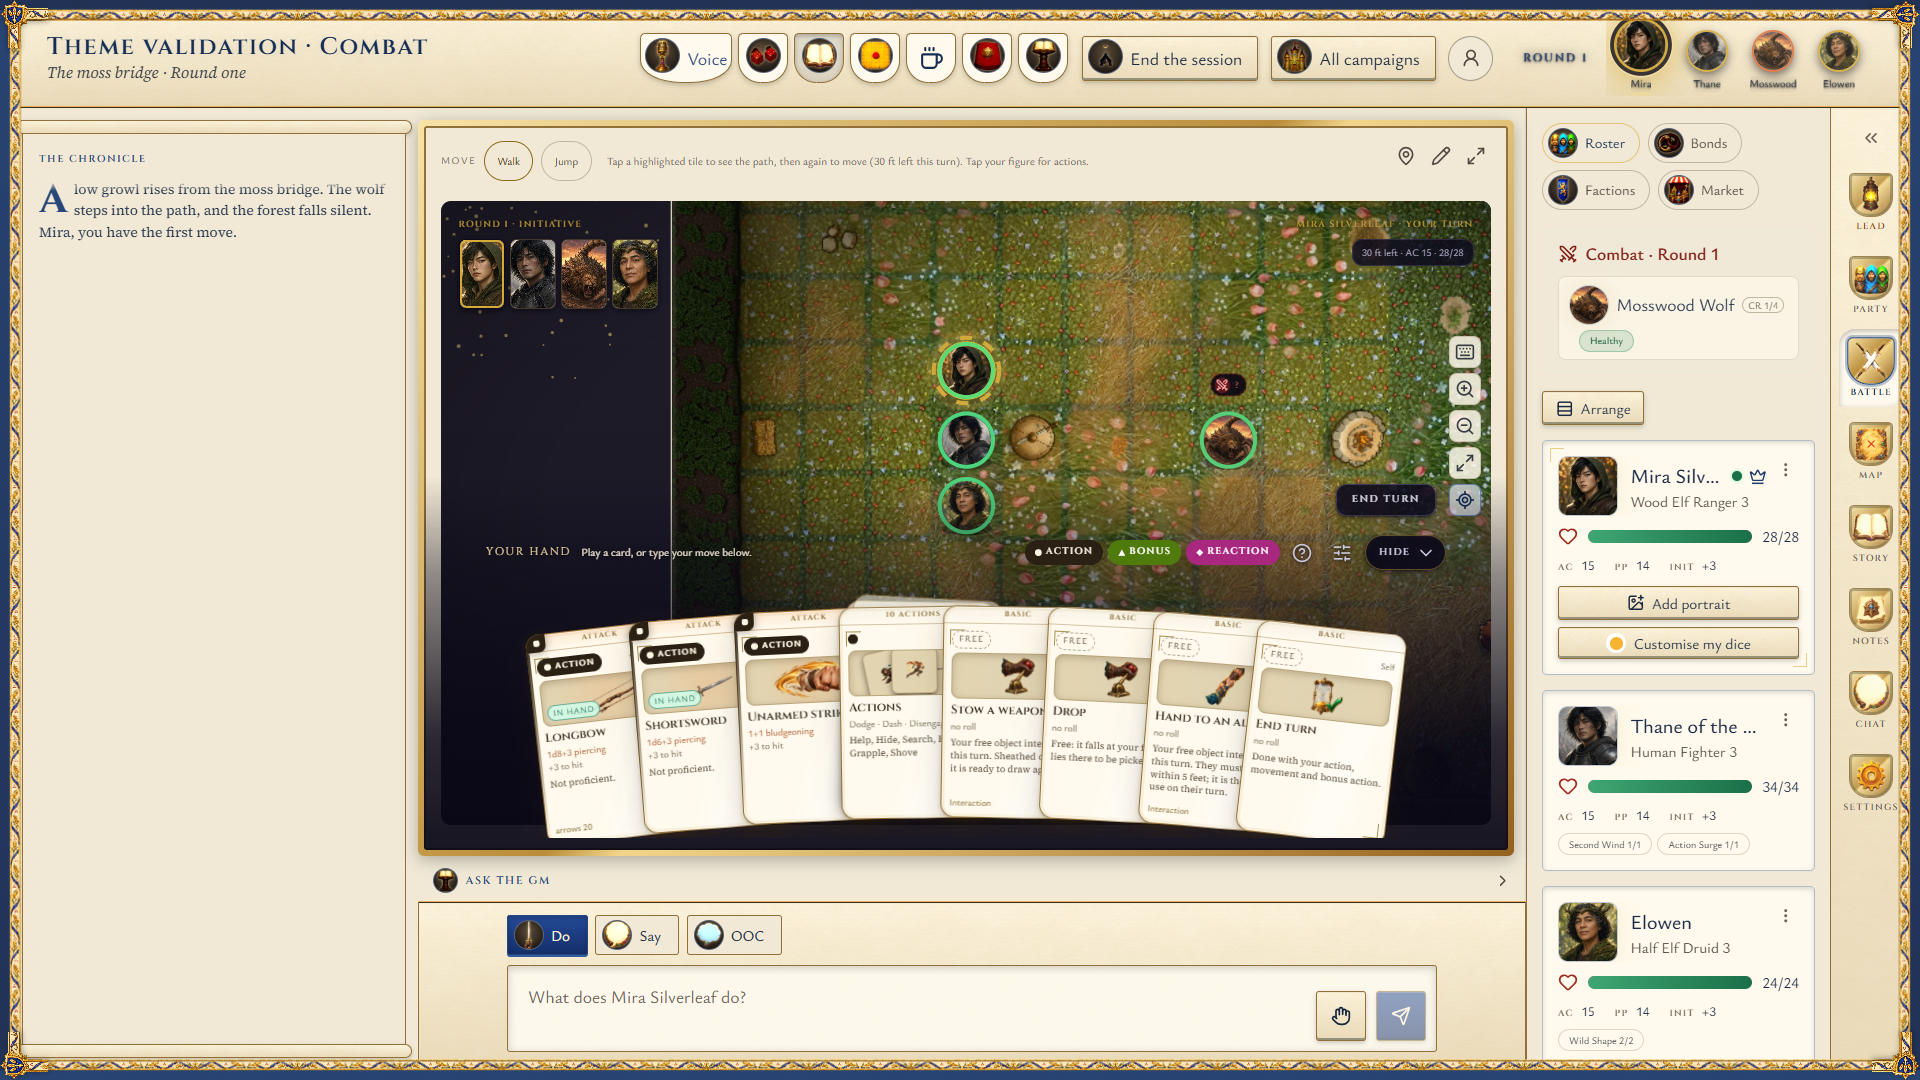 Theme validation · Combat
The moss bridge · Round one
Voice
End the session
All campaigns
ROUND 1
Mira
Thane
Mosswood
Elowen
THE CHRONICLE
A low growl rises from the moss bridge. The wolf
steps into the path, and the forest falls silent.
Mira, you have the first move.
MOVE
Walk
Jump
Tap a highlighted tile to see the path, then again to move (30 ft left this turn). Tap your figure for actions.
ROUND 1 · INITIATIVE
MIRA SILVERLEAF · YOUR TURN
30 ft left · AC 15 · 28/28
?
END TURN
YOUR HAND
Play a card, or type your move below.
ACTION
BONUS
REACTION
HIDE
ATTACK
ACTION
IN HAND
LONGBOW
1d8+3 piercing
+3 to hit
Not proficient.
arrows 20
ATTACK
ACTION
IN HAND
SHORTSWORD
1d6+3 piercing
+3 to hit
Not proficient.
ATTACK
ACTION
UNARMED STRI
1+1 bludgeoning
+3 to hit
10 ACTIONS
ACTIONS
Dodge · Dash · Disenga
Help, Hide, Search,
Grapple, Shove
BASIC
FREE
STOW A WEAPON
no roll
Your free object inte
this turn. Sheathed
it is ready to draw ag
Interaction
BASIC
FREE
DROP
no roll
Free: it falls at your
lies there to be picke
BASIC
FREE
HAND TO AN AL
no roll
Your free object inte
this turn. They must
within 5 feet; it is th
use on their turn.
Interaction
BASIC
FREE
Self
END TURN
no roll
Done with your action,
movement and bonus action.
ASK THE GM
Do
Say
OOC
What does Mira Silverleaf do?
Roster
Bonds
Factions
Market
Combat · Round 1
Mosswood Wolf
CR 1/4
Healthy
Arrange
Mira Silv...
Wood Elf Ranger 3
28/28
AC 15 PP 14 INIT +3
Add portrait
Customise my dice
Thane of the ...
Human Fighter 3
34/34
AC 15 PP 14 INIT +3
Second Wind 1/1
Action Surge 1/1
Elowen
Half Elf Druid 3
24/24
AC 15 PP 14 INIT +3
Wild Shape 2/2
LEAD
PARTY
BATTLE
MAP
STORY
NOTES
CHAT
SETTINGS